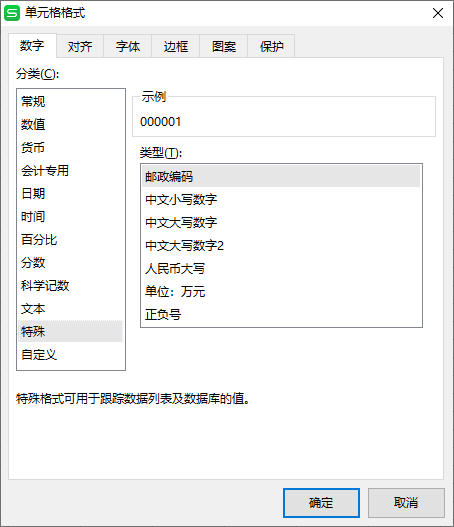 单元格格式
数字 对齐 字体 边框 图案 保护
分类(C):
常规
数值
货币
会计专用
日期
时间
百分比
分数
科学记数
文本
特殊
自定义
示例
000001
类型(T):
邮政编码
中文小写数字
中文大写数字
中文大写数字2
人民币大写
单位：万元
正负号
特殊格式可用于跟踪数据列表及数据库的值。
确定 取消